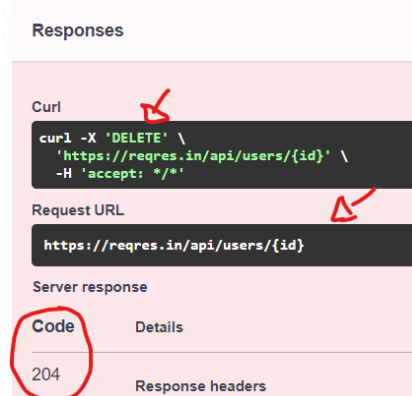 Responses
Curl
curl -X 'DELETE' \
'https://reqres.in/api/users/{id}' \
-H 'accept: */*'
Request URL
https://reqres.in/api/users/{id}
Server response
Code Details
204
Response headers